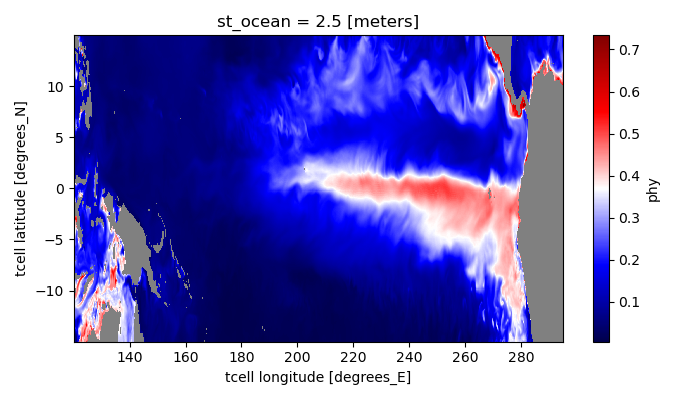 st_ocean = 2.5 [meters]
10
5
0
−5
−10
tcell latitude [degrees_N]
140 160 180 200 220 240 260 280
tcell longitude [degrees_E]
0.7
0.6
0.5
0.4
0.3
0.2
0.1
phy